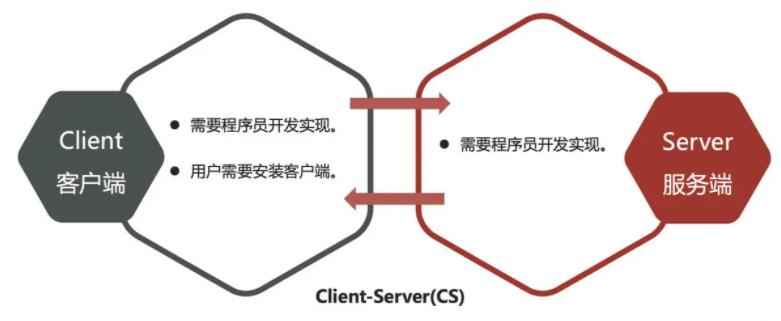 Client
客户端
● 需要程序员开发实现。
● 用户需要安装客户端。
● 需要程序员开发实现。
Server
服务端
Client-Server(CS)